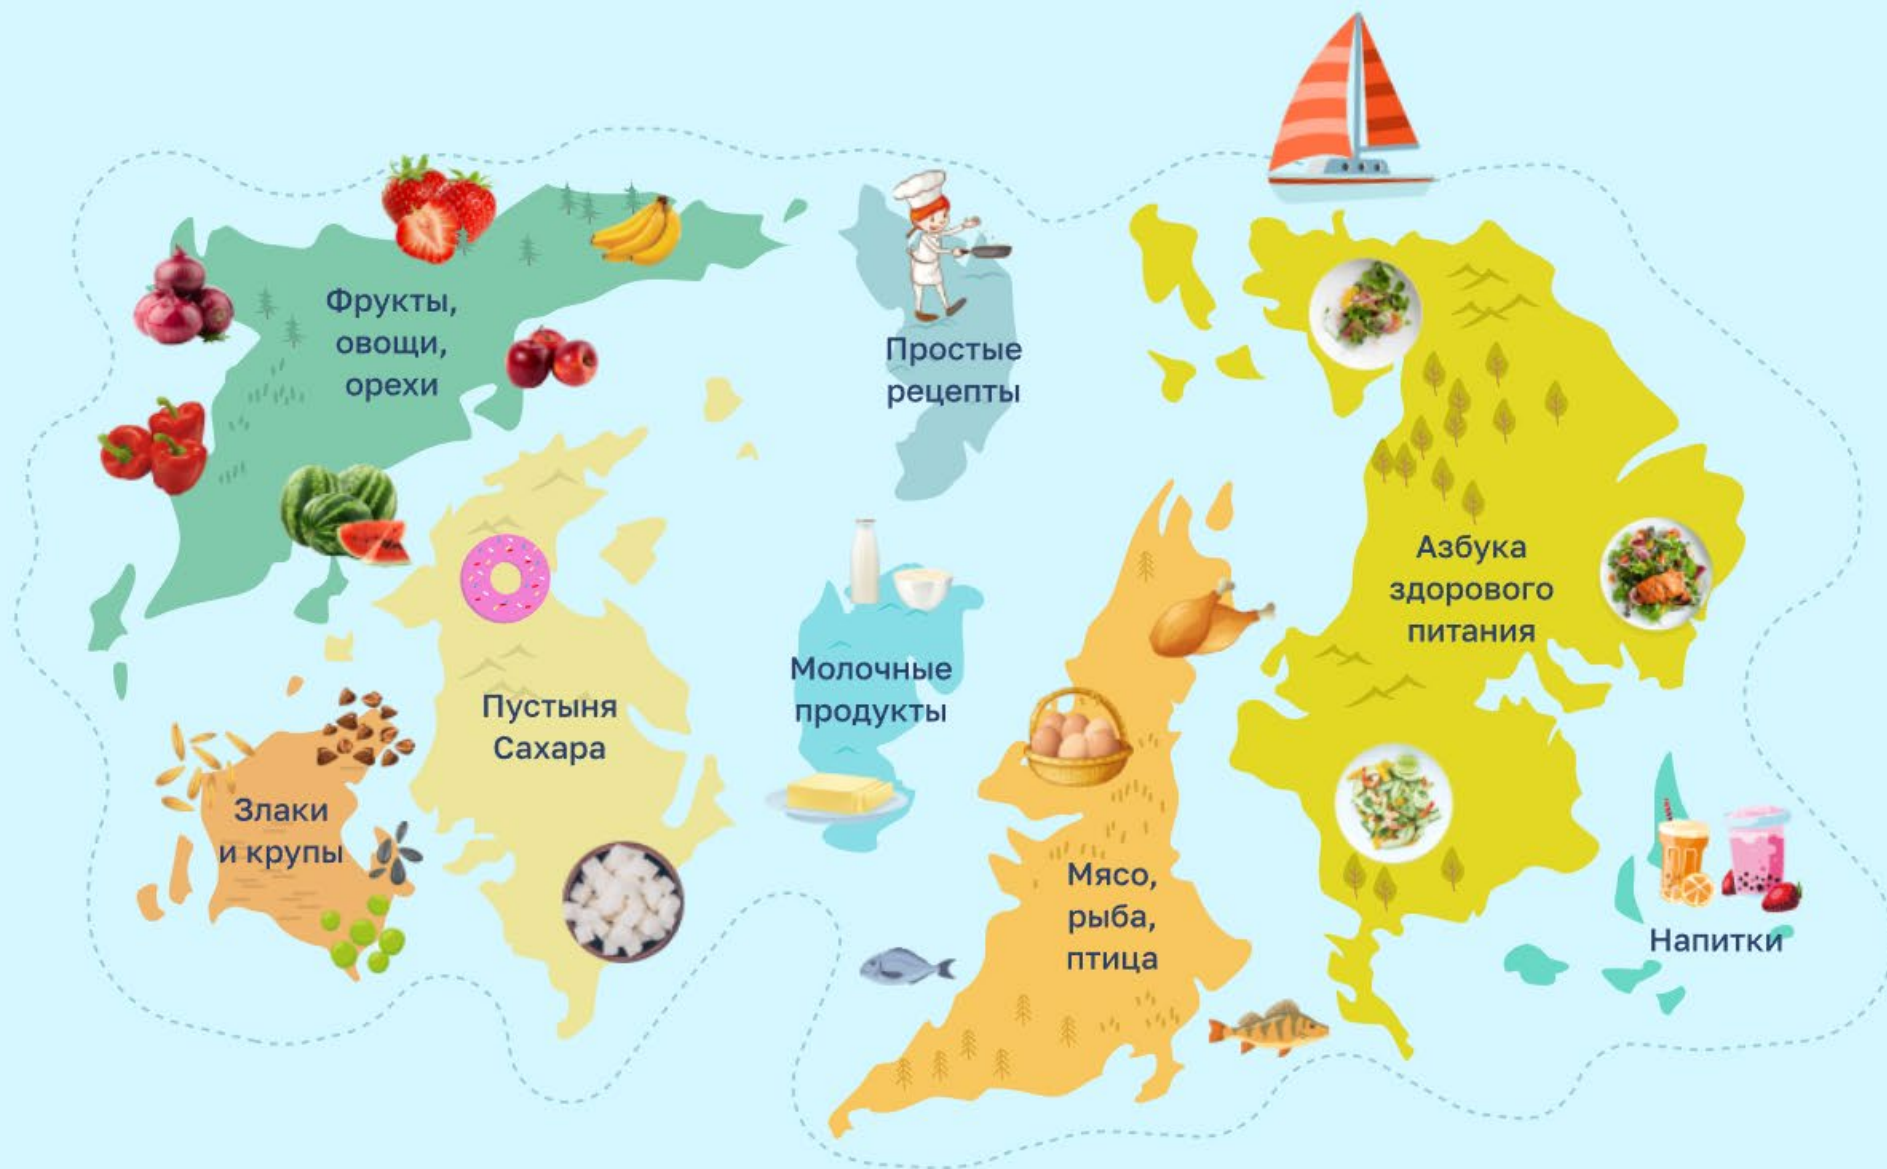 Фрукты,
овощи,
орехи
Простые
рецепты
Азбука
здорового
питания
Молочные
продукты
Пустыня
Сахара
Злаки
и крупы
Мясо,
рыба,
птица
Напитки